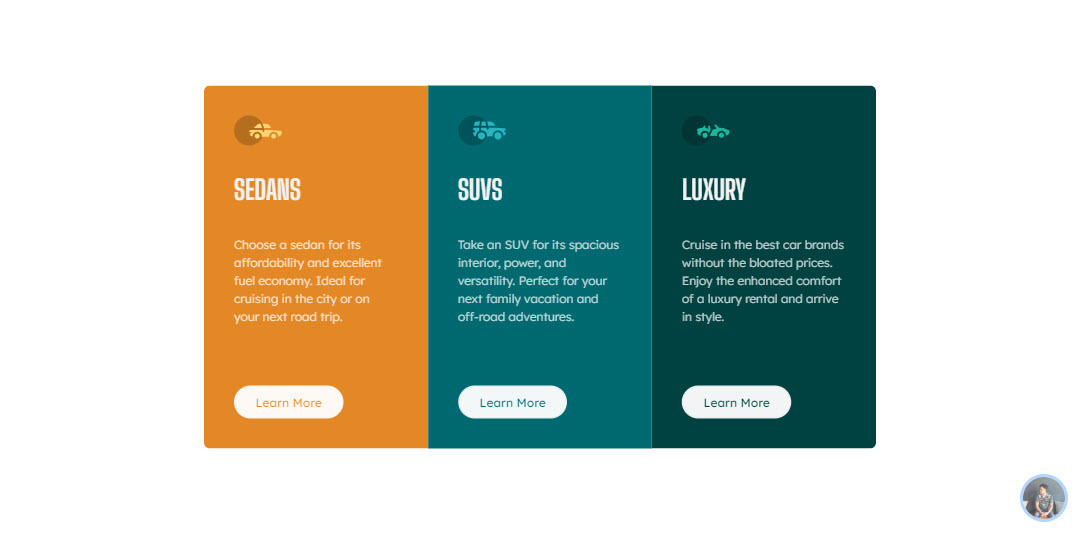 SEDANS
Choose a sedan for its
affordability and excellent
fuel economy. Ideal for
cruising in the city or on
your next road trip.
Learn More
SUVS
Take an SUV for its spacious
interior, power, and
versatility. Perfect for your
next family vacation and
off-road adventures.
Learn More
LUXURY
Cruise in the best car brands
without the bloated prices.
Enjoy the enhanced comfort
of a luxury rental and arrive
in style.
Learn More